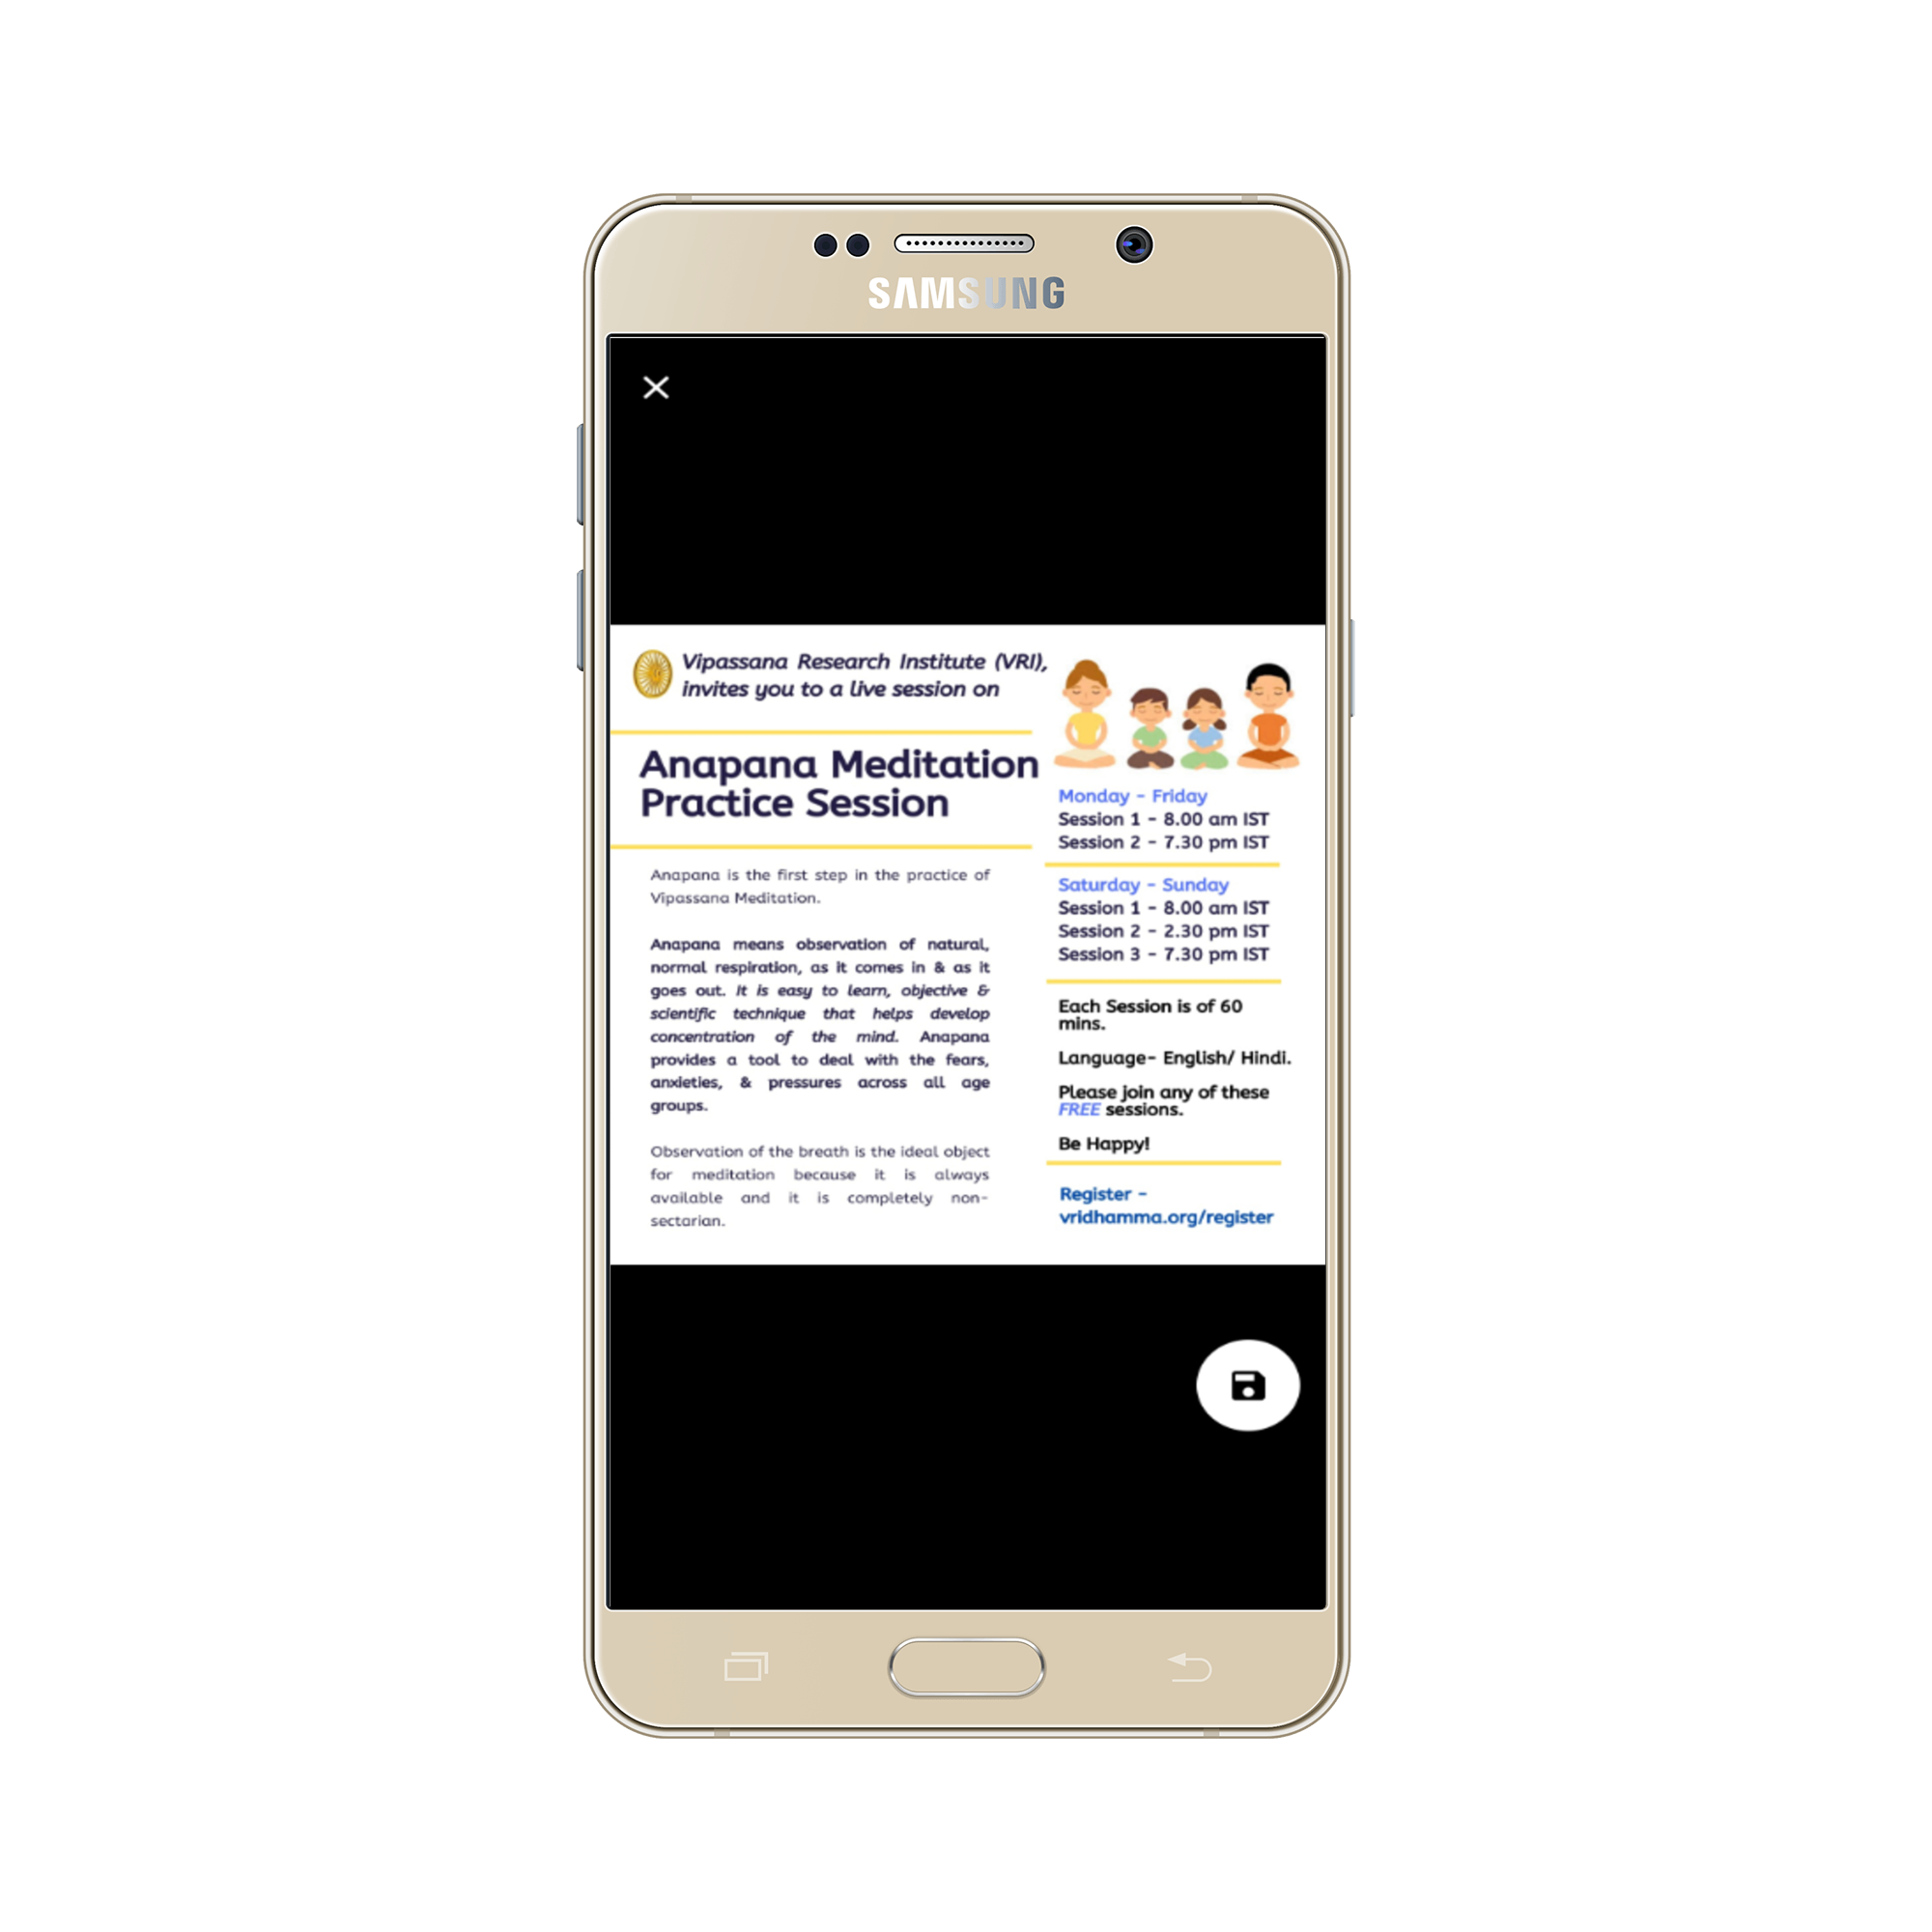 SAMSUNG
Vipassana Research Institute (VRI),
invites you to a live session on
Anapana Meditation
Practice Session
Anapana is the first step in the practice of
Vipassana Meditation.
Anapana means observation of natural,
normal respiration, as it comes in & as it
goes out. It is easy to learn, objective &
scientific technique that helps develop
concentration of the mind. Anapana
provides a tool to deal with the fears,
anxieties, & pressures across all age
groups.
Observation of the breath is the ideal object
for meditation because it is always
available and it is completely non-
sectarian.
Monday - Friday
Session 1 - 8.00 am IST
Session 2 - 7.30 pm IST
Saturday - Sunday
Session 1 - 8.00 am IST
Session 2 - 2.30 pm IST
Session 3 - 7.30 pm IST
Each Session is of 60
mins.
Language- English/ Hindi.
Please join any of these
FREE sessions.
Be Happy!
Register -
vridhamma.org/register